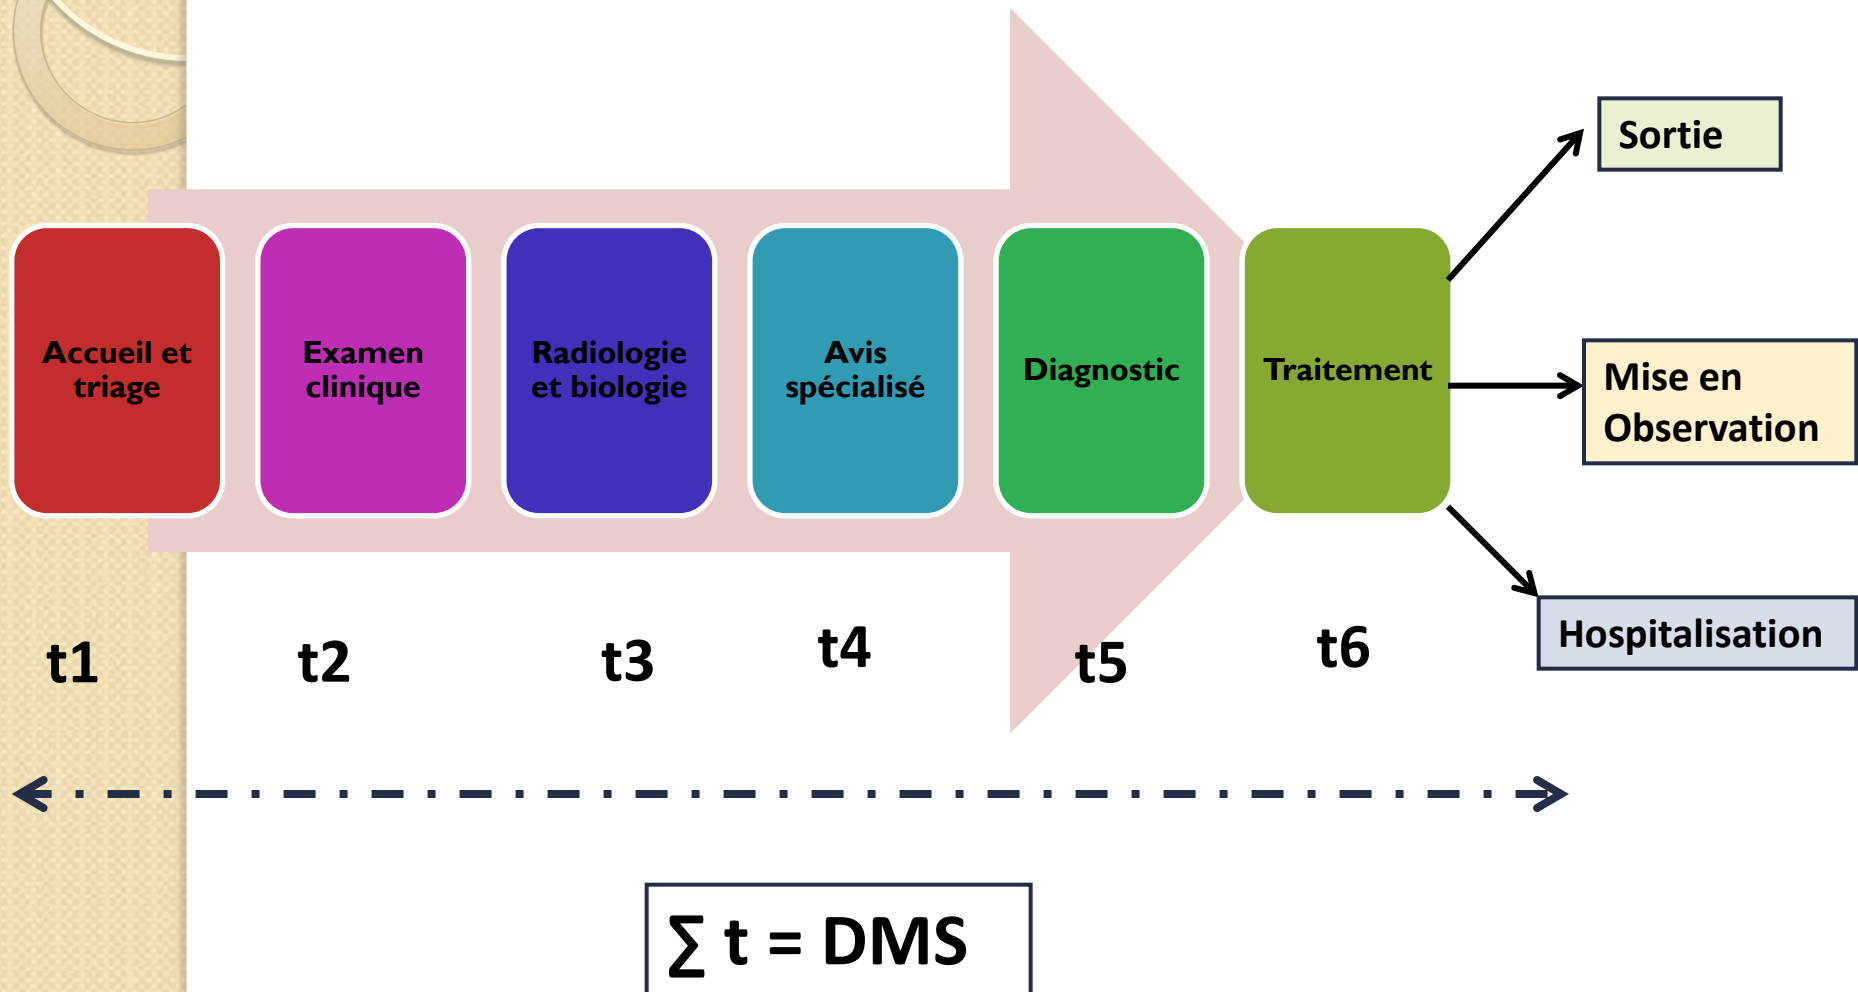 Sortie
Accueil et
triage
Examen
clinique
Radiologie
et biologie
Avis
spécialisé
Diagnostic
Traitement
Mise en
Observation
Hospitalisation
t1
t2
t3
t4
t5
t6
∑ t = DMS